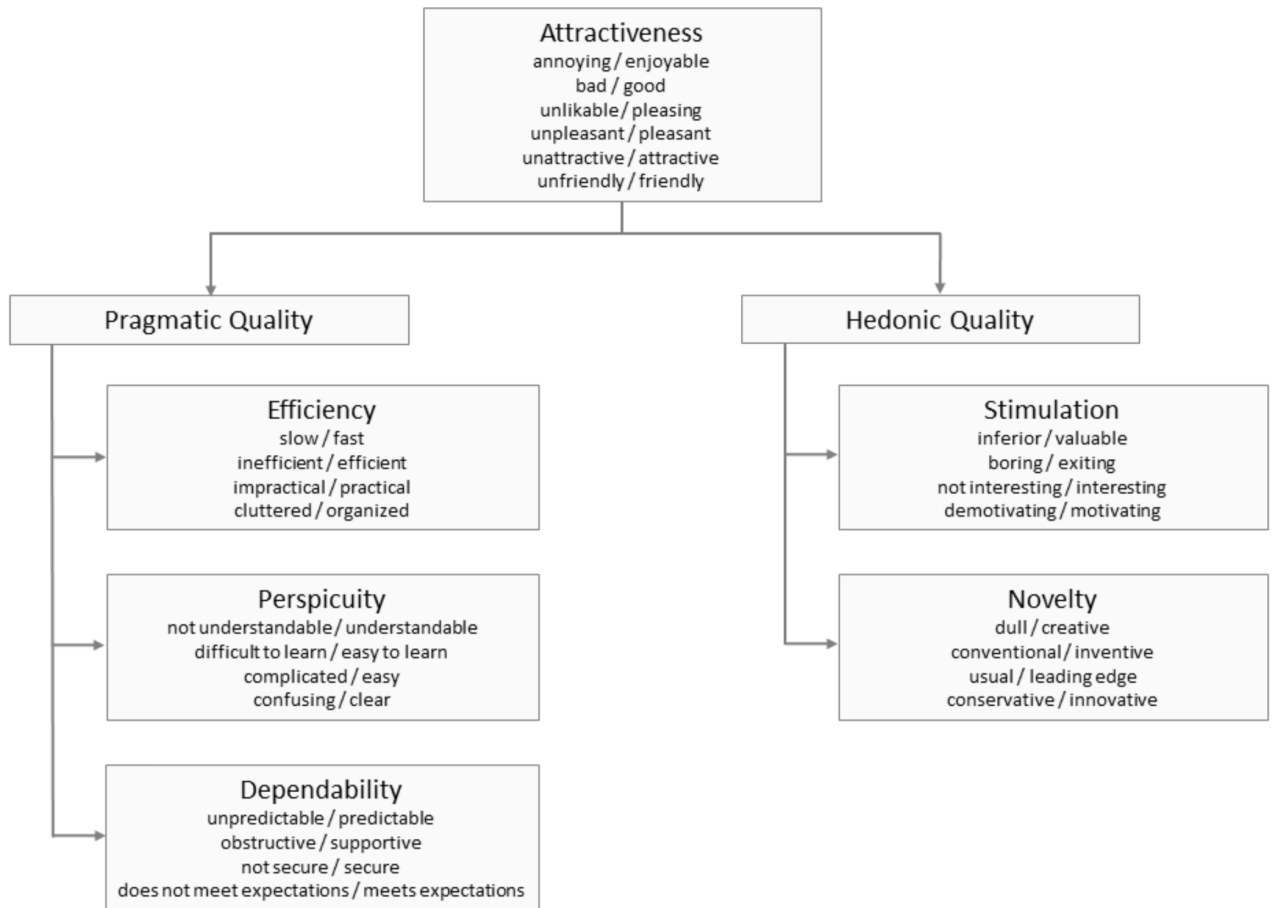 Attractiveness
annoying / enjoyable
bad / good
unlikable / pleasing
unpleasant / pleasant
unattractive / attractive
unfriendly / friendly
Pragmatic Quality
Efficiency
slow / fast
inefficient / efficient
impractical / practical
cluttered / organized
Perspicuity
not understandable / understandable
difficult to learn / easy to learn
complicated / easy
confusing / clear
Dependability
unpredictable / predictable
obstructive / supportive
not secure / secure
does not meet expectations / meets expectations
Hedonic Quality
Stimulation
inferior / valuable
boring / exiting
not interesting / interesting
demotivating / motivating
Novelty
dull / creative
conventional / inventive
usual / leading edge
conservative / innovative